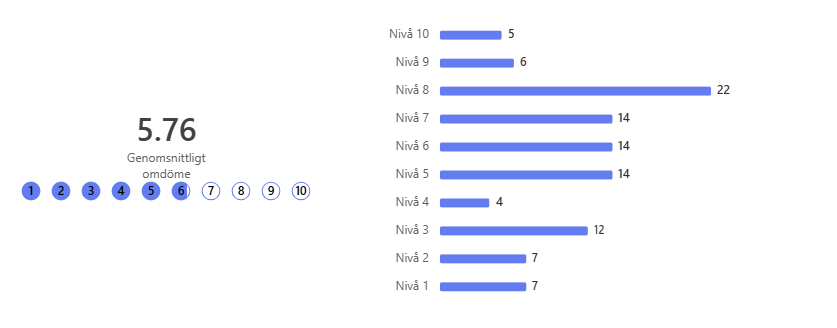 5.76
Genomsnittligt
omdöme
1 2 3 4 5 6 7 8 9 10
Nivå 10 5
Nivå 9 6
Nivå 8 22
Nivå 7 14
Nivå 6 14
Nivå 5 14
Nivå 4 4
Nivå 3 12
Nivå 2 7
Nivå 1 7